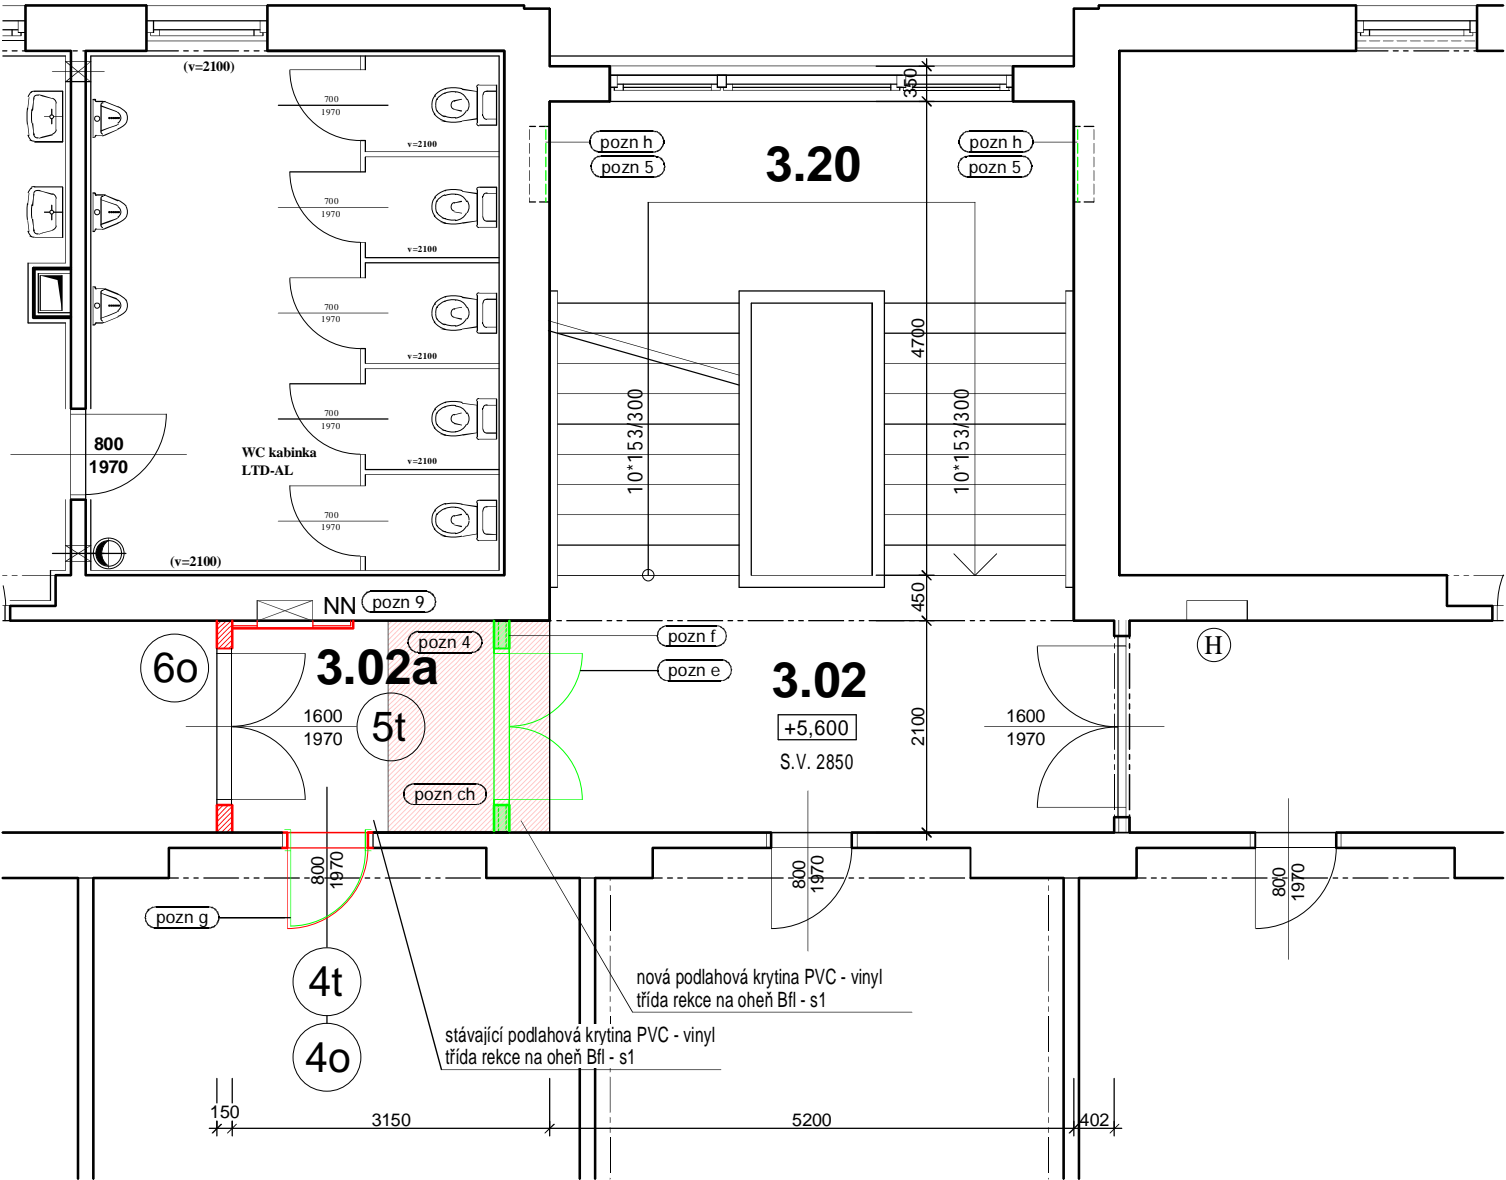 (v=2100)
700
1970
v=2100
700
1970
v=2100
700
1970
v=2100
700
1970
v=2100
700
1970
WC kabinka
LTD-AL
(v=2100)
800
1970
pozn h
pozn 5
3.20
pozn h
pozn 5
350
4700
10*153/300
10*153/300
450
2100
NN
pozn 9
pozn 4
pozn f
pozn e
6o
3.02a
5t
1600
1970
pozn ch
3.02
+5,600
S.V. 2850
1600
1970
H
800
1970
800
1970
800
1970
pozn g
4t
4o
nová podlahová krytina PVC - vinyl
třída rekce na oheň Bfl - s1
stávající podlahová krytina PVC - vinyl
třída rekce na oheň Bfl - s1
150
3150
5200
402